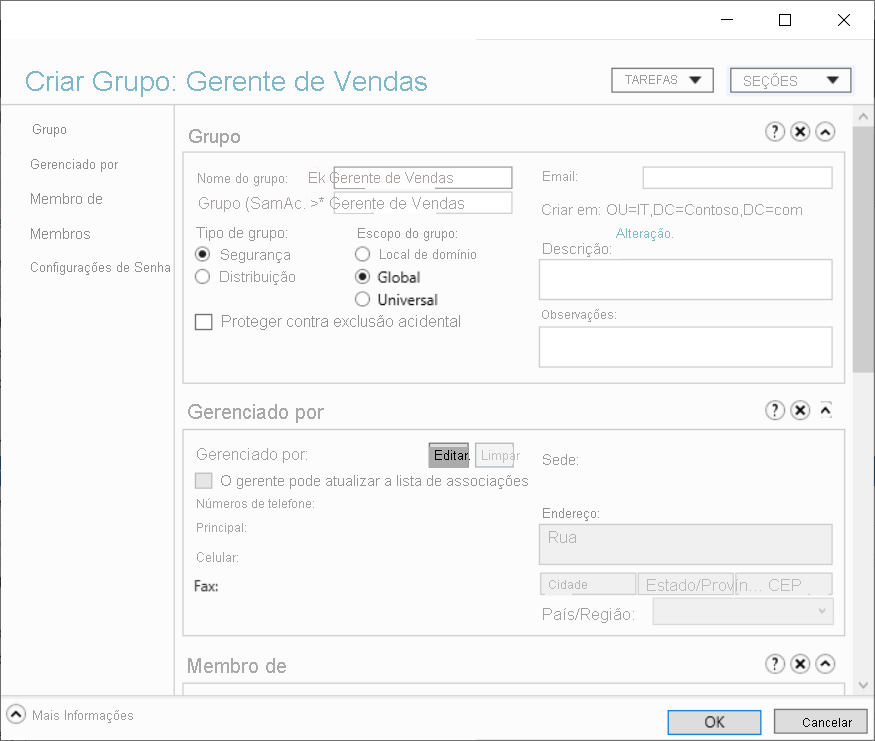 Criar Grupo: Gerente de Vendas
TAREFAS
SEÇÕES
Grupo
Gerenciado por
Membro de
Membros
Configurações de Senha
Grupo
Nome do grupo: Ek Gerente de Vendas
Grupo (SamAc. >* Gerente de Vendas
Tipo de grupo:
Segurança
Distribuição
Escopo do grupo:
Local de domínio
Global
Universal
Proteger contra exclusão acidental
Email:
Criar em: OU=IT,DC=Contoso,DC=com
Alteração.
Descrição:
Observações:
Gerenciado por
Gerenciado por:
Editar.
Limpar
O gerente pode atualizar a lista de associações
Números de telefone:
Principal:
Celular:
Fax:
Sede:
Endereço:
Rua
Cidade
Estado/Provín... CEP
País/Região:
Membro de
Mais Informações
OK
Cancelar